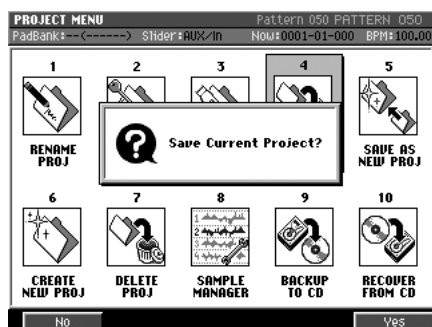 PROJECT MENU
Pattern 050 PATTERN 050
PadBank:--(------) Slider:AUX/In Now:0001-01-000 BPM:100.00
1 2 3 4 5
Save Current Project?
RENAME PROJ
SAVE AS NEW PROJ
6 7 8 9 10
CREATE NEW PROJ
DELETE PROJ
SAMPLE MANAGER
BACKUP TO CD
RECOVER FROM CD
No Yes